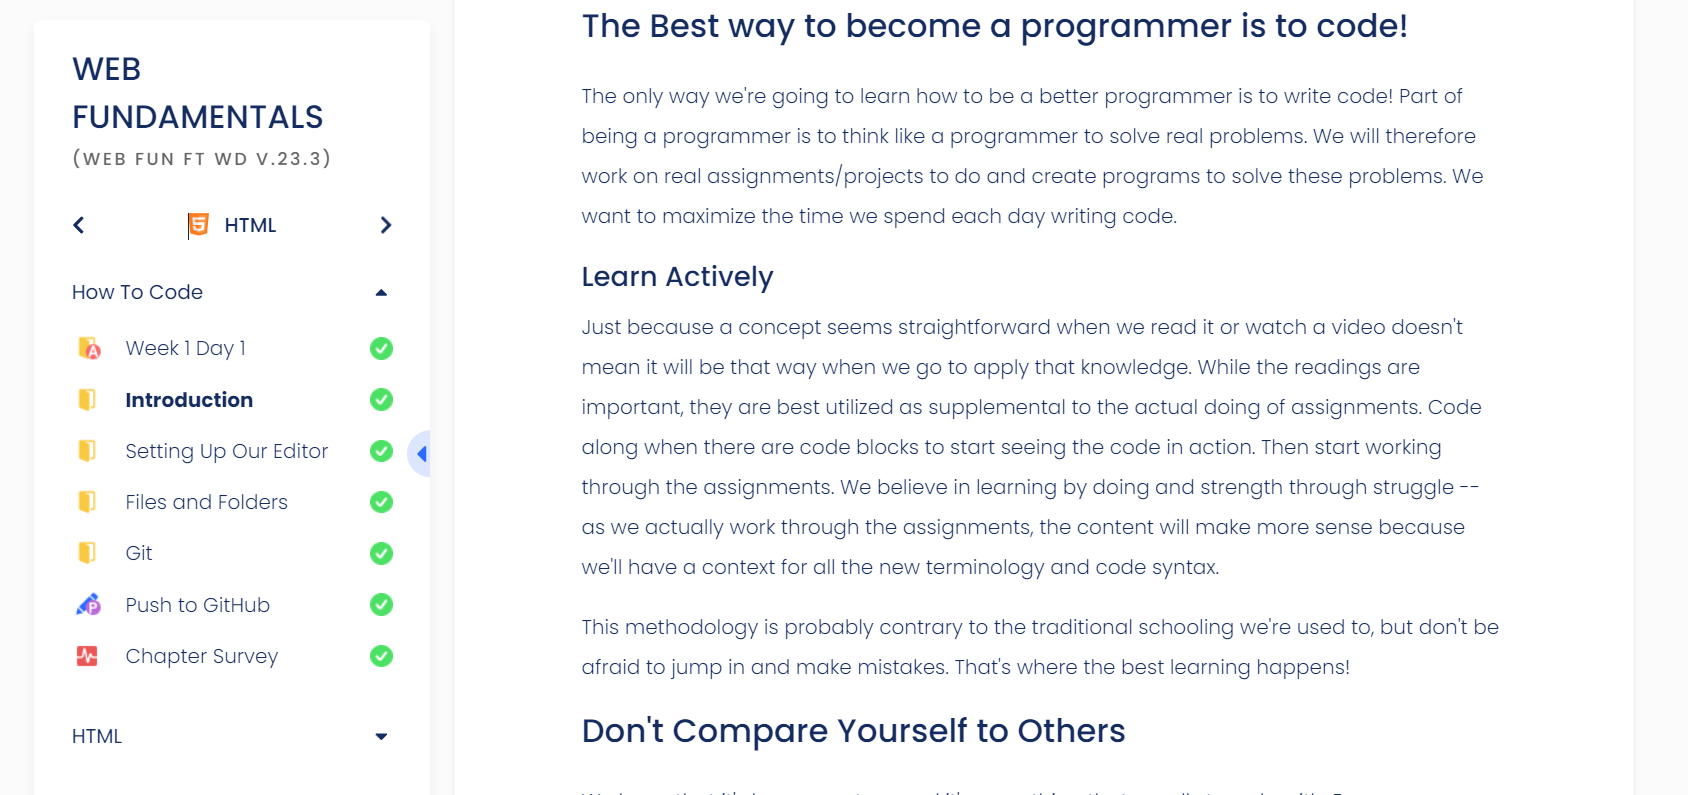 WEB
FUNDAMENTALS
(WEB FUN FT WD V.23.3)
HTML
How To Code
Week 1 Day 1
Introduction
Setting Up Our Editor
Files and Folders
Git
Push to GitHub
Chapter Survey
HTML
The Best way to become a programmer is to code!
The only way we're going to learn how to be a better programmer is to write code! Part of
being a programmer is to think like a programmer to solve real problems. We will therefore
work on real assignments/projects to do and create programs to solve these problems. We
want to maximize the time we spend each day writing code.
Learn Actively
Just because a concept seems straightforward when we read it or watch a video doesn't
mean it will be that way when we go to apply that knowledge. While the readings are
important, they are best utilized as supplemental to the actual doing of assignments. Code
along when there are code blocks to start seeing the code in action. Then start working
through the assignments. We believe in learning by doing and strength through struggle --
as we actually work through the assignments, the content will make more sense because
we'll have a context for all the new terminology and code syntax.
This methodology is probably contrary to the traditional schooling we're used to, but don't be
afraid to jump in and make mistakes. That's where the best learning happens!
Don't Compare Yourself to Others